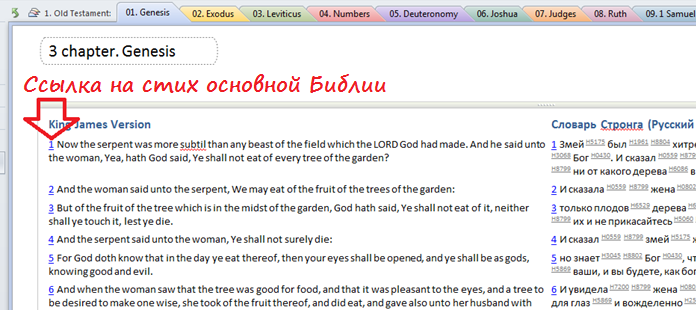 1. Old Testament: 01. Genesis 02. Exodus 03. Leviticus 04. Numbers 05. Deuteronomy 06. Joshua 07. Judges 08. Ruth 09. 1 Samuel
3 chapter. Genesis
Ссылка на стих основной Библии
King James Version
1 Now the serpent was more subtil than any beast of the field which the LORD God had made. And he said unto
the woman, Yea, hath God said, Ye shall not eat of every tree of the garden?
2 And the woman said unto the serpent, We may eat of the fruit of the trees of the garden:
3 But of the fruit of the tree which is in the midst of the garden, God hath said, Ye shall not eat of it, neither
shall ye touch it, lest ye die.
4 And the serpent said unto the woman, Ye shall not surely die:
5 For God doth know that in the day ye eat thereof, then your eyes shall be opened, and ye shall be as gods,
knowing good and evil.
6 And when the woman saw that the tree was good for food, and that it was pleasant to the eyes, and a tree to
be desired to make one wise, she took of the fruit thereof, and did eat, and gave also unto her husband with
Словарь Стронга (Русский
1 Змей H5175 был H1961 H8804 хитре
H3068 Бог H0430. И сказал H0559 H8799
H8799 ни от какого дерева H6086
2 И сказала H0559 H8799 жена H0802
3 только плодов H6529 дерева
H8799 их и не прикасайтесь H5060
4 И сказал H0559 H8799 змей H5175
5 но знает H3045 H8802 Бог H0430, чт
H5869 ваши, и вы будете, как бог
6 И увидела H7200 H8799 жена H0802
для глаз H5869 и вожделенно